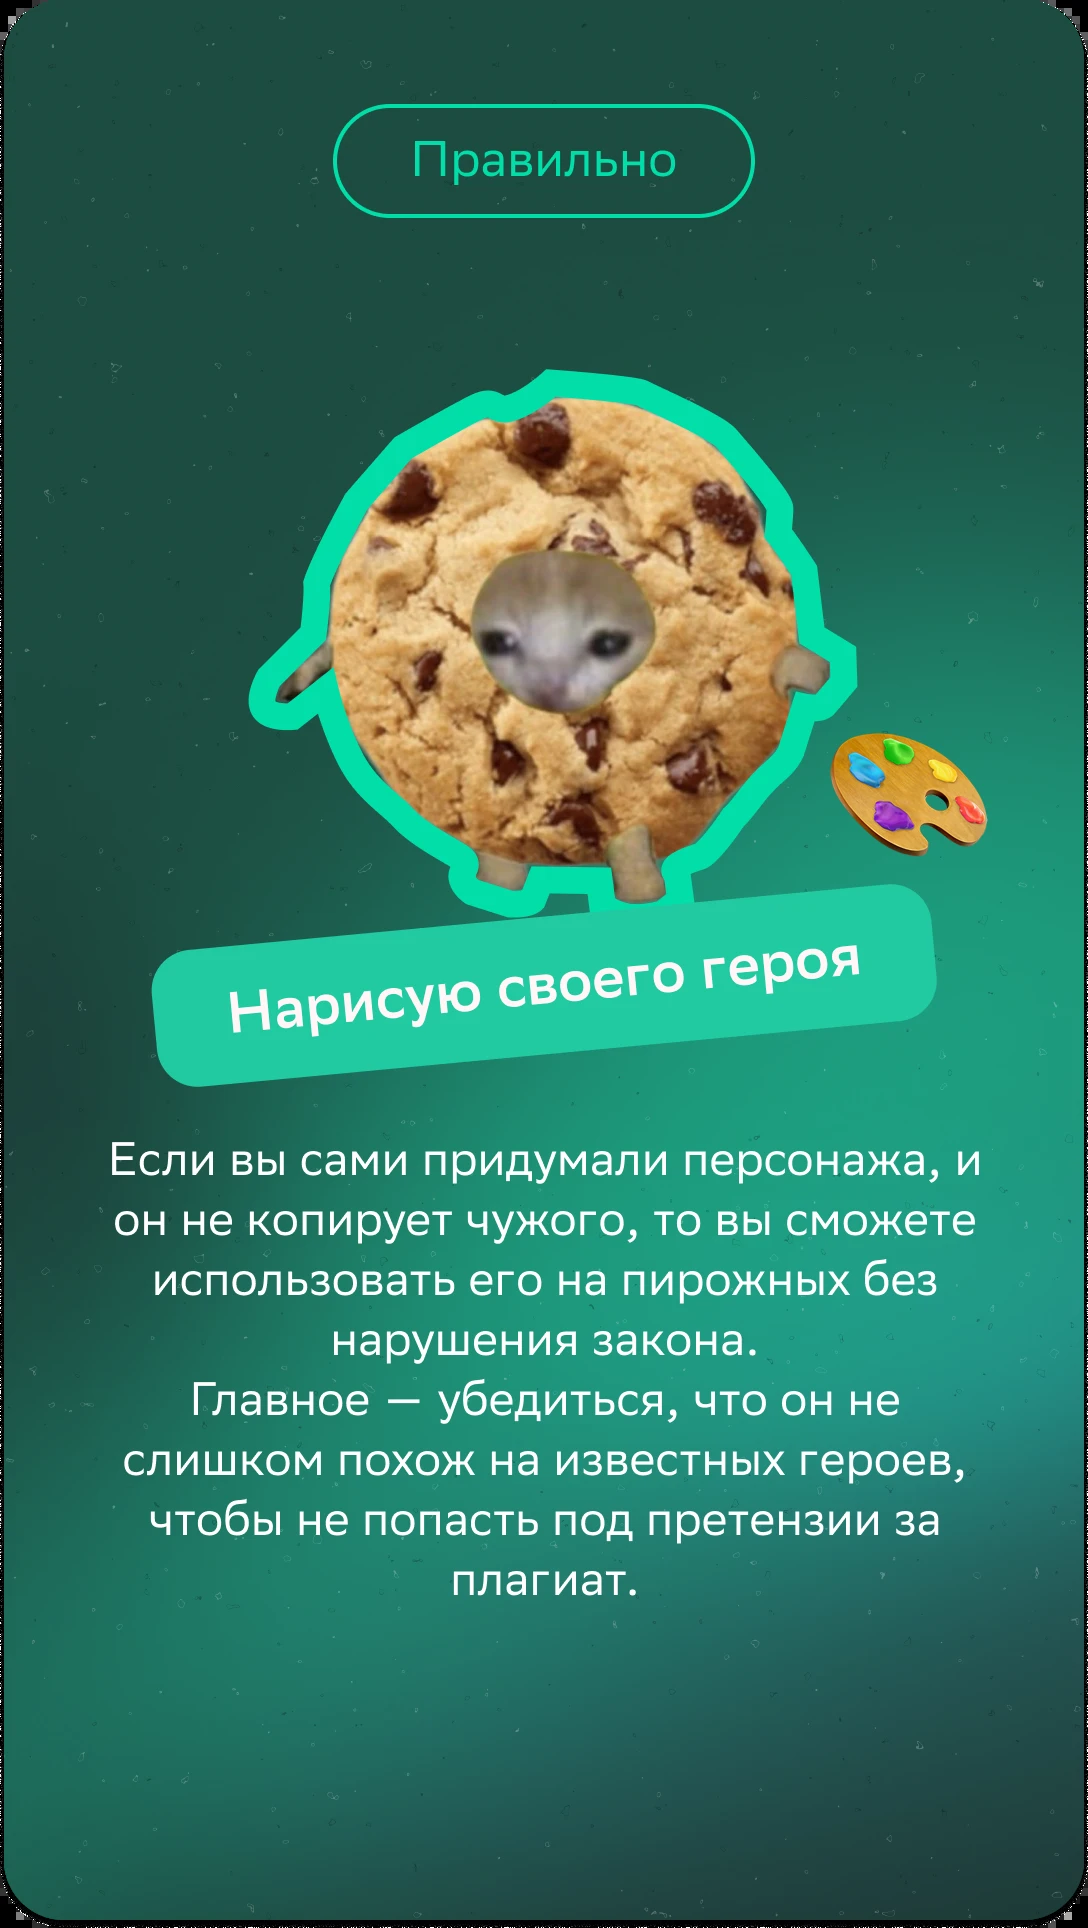 Правильно
Нарисую своего героя
Если вы сами придумали персонажа, и
он не копирует чужого, то вы сможете
использовать его на пирожных без
нарушения закона.
Главное — убедиться, что он не
слишком похож на известных героев,
чтобы не попасть под претензии за
плагиат.